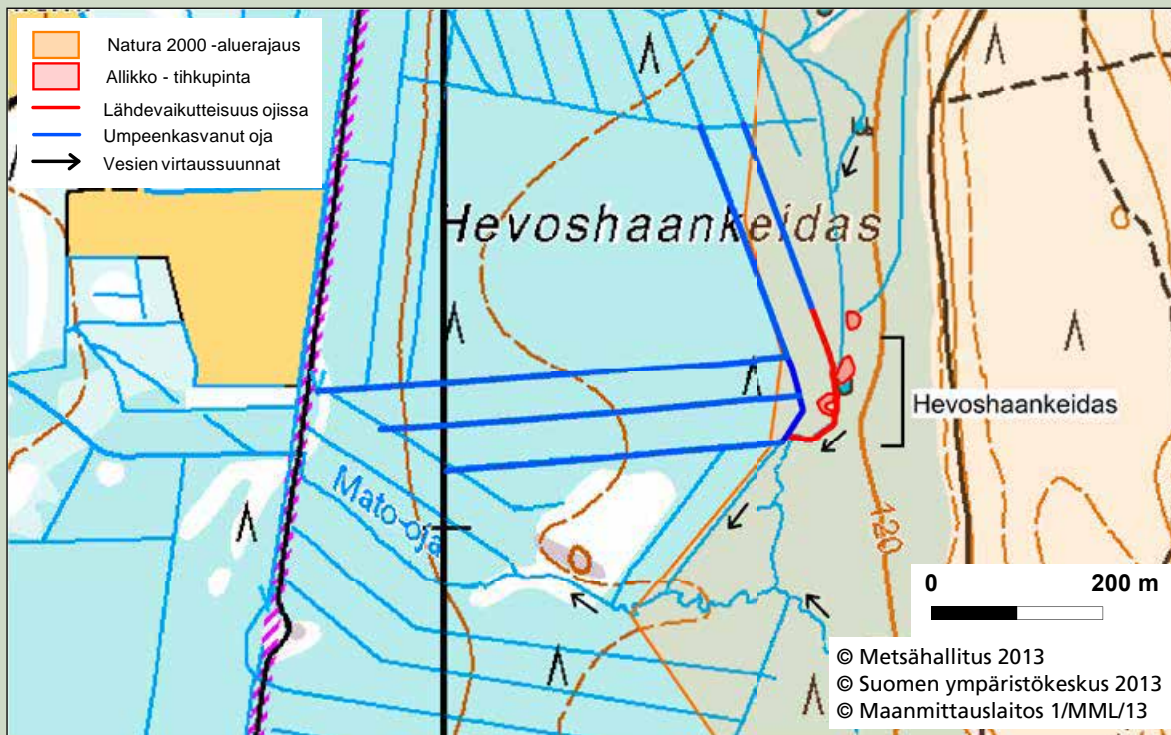 Natura 2000 -aluerajaus
Allikko - tihkupinta
Lähdevaikutteisuus ojissa
Umpeenkasvanut oja
Vesien virtaussuunnat
Hevoshaankeidas
Hevoshaankeidas
Mato-oja
120
0 200 m
© Metsähallitus 2013
© Suomen ympäristökeskus 2013
© Maanmittauslaitos 1/MML/13